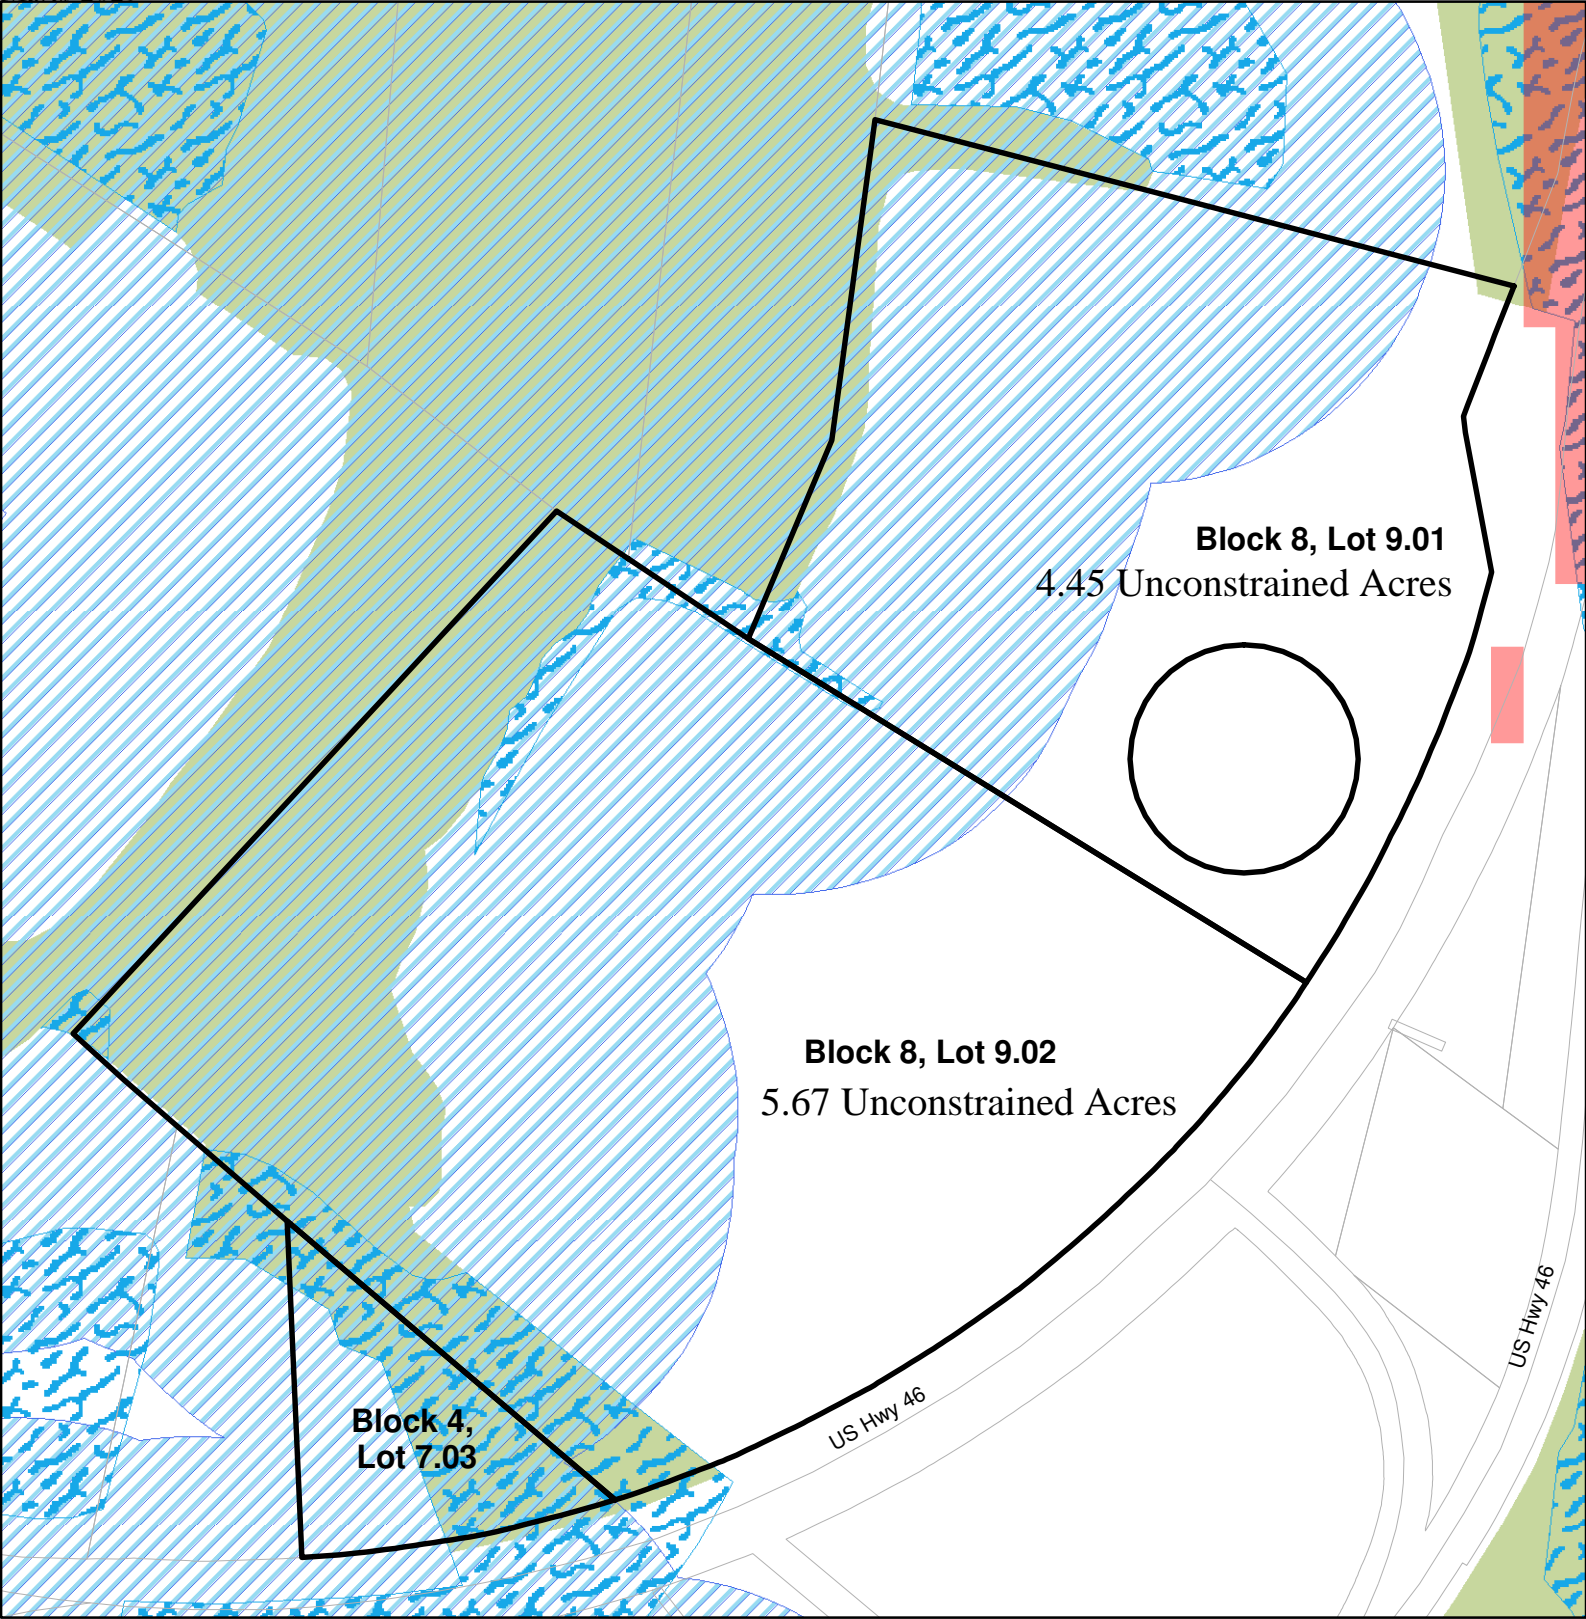 Block 8, Lot 9.01
4.45 Unconstrained Acres
Block 8, Lot 9.02
5.67 Unconstrained Acres
US Hwy 46
US Hwy 46
Block 4,
Lot 7.03